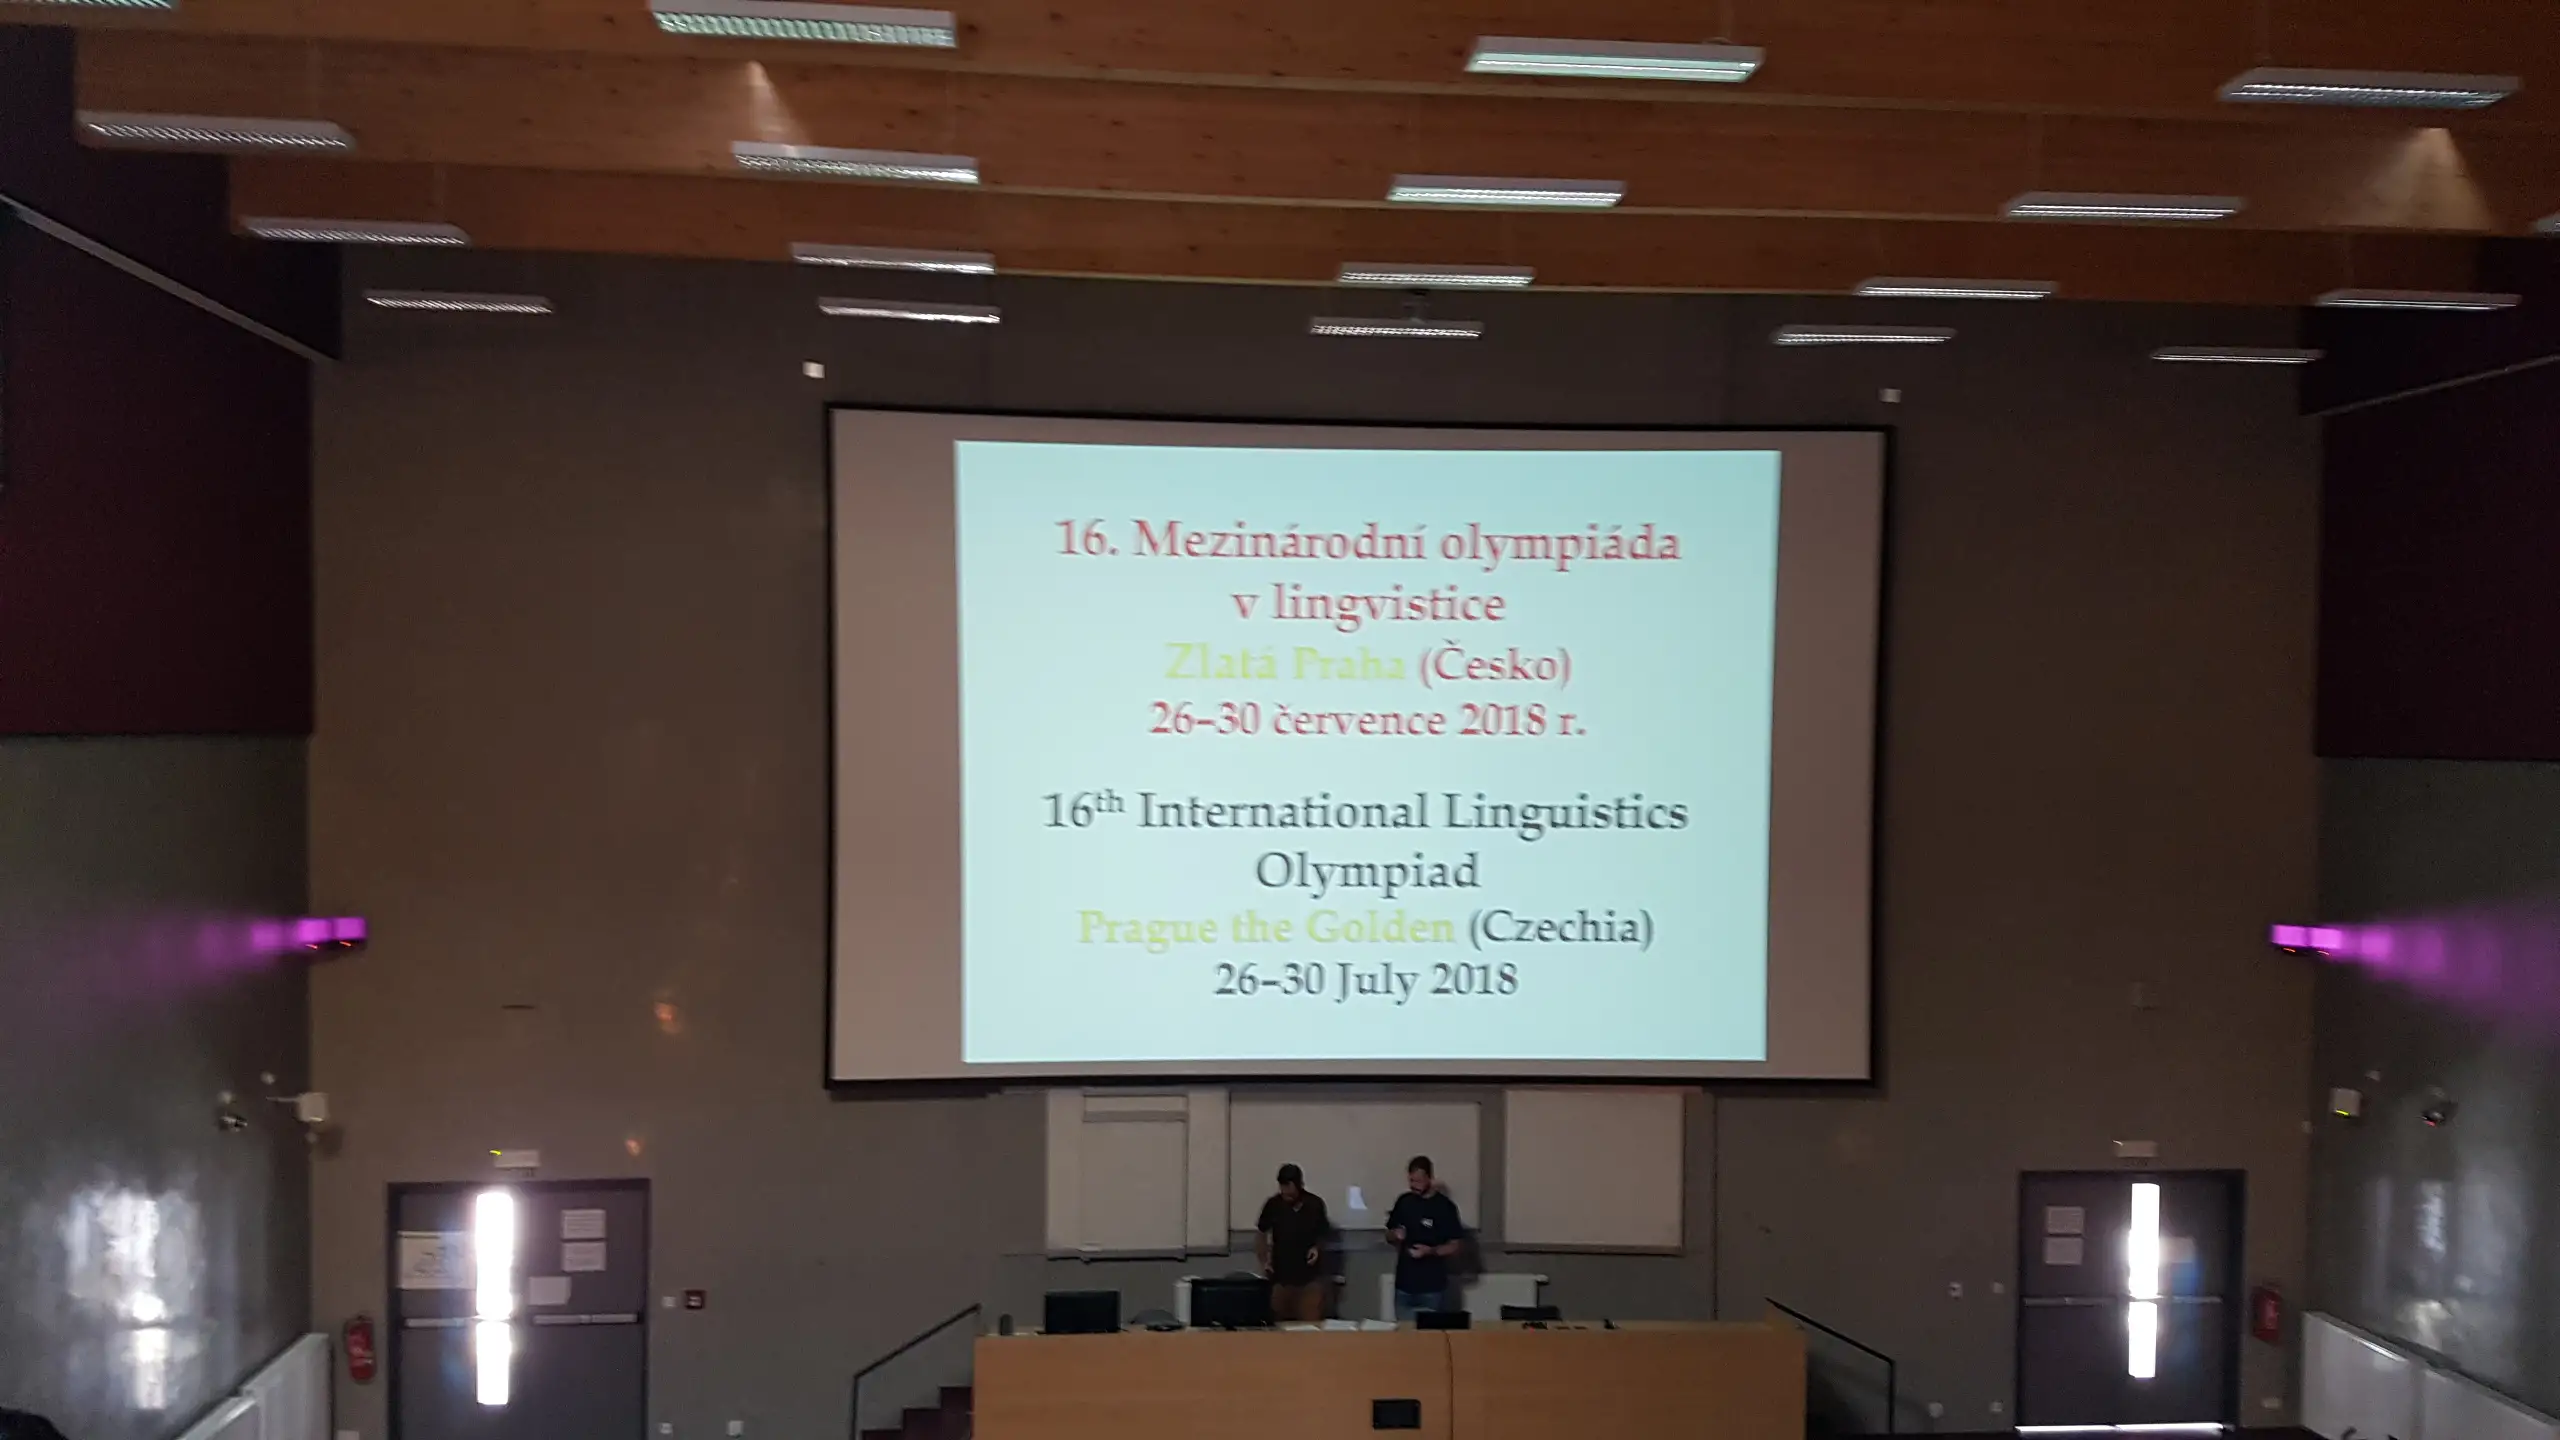 16. Mezinárodní olympiáda
v lingvistice
Zlatá Praha (Česko)
26–30 července 2018 r.
16th International Linguistics
Olympiad
Prague the Golden (Czechia)
26–30 July 2018